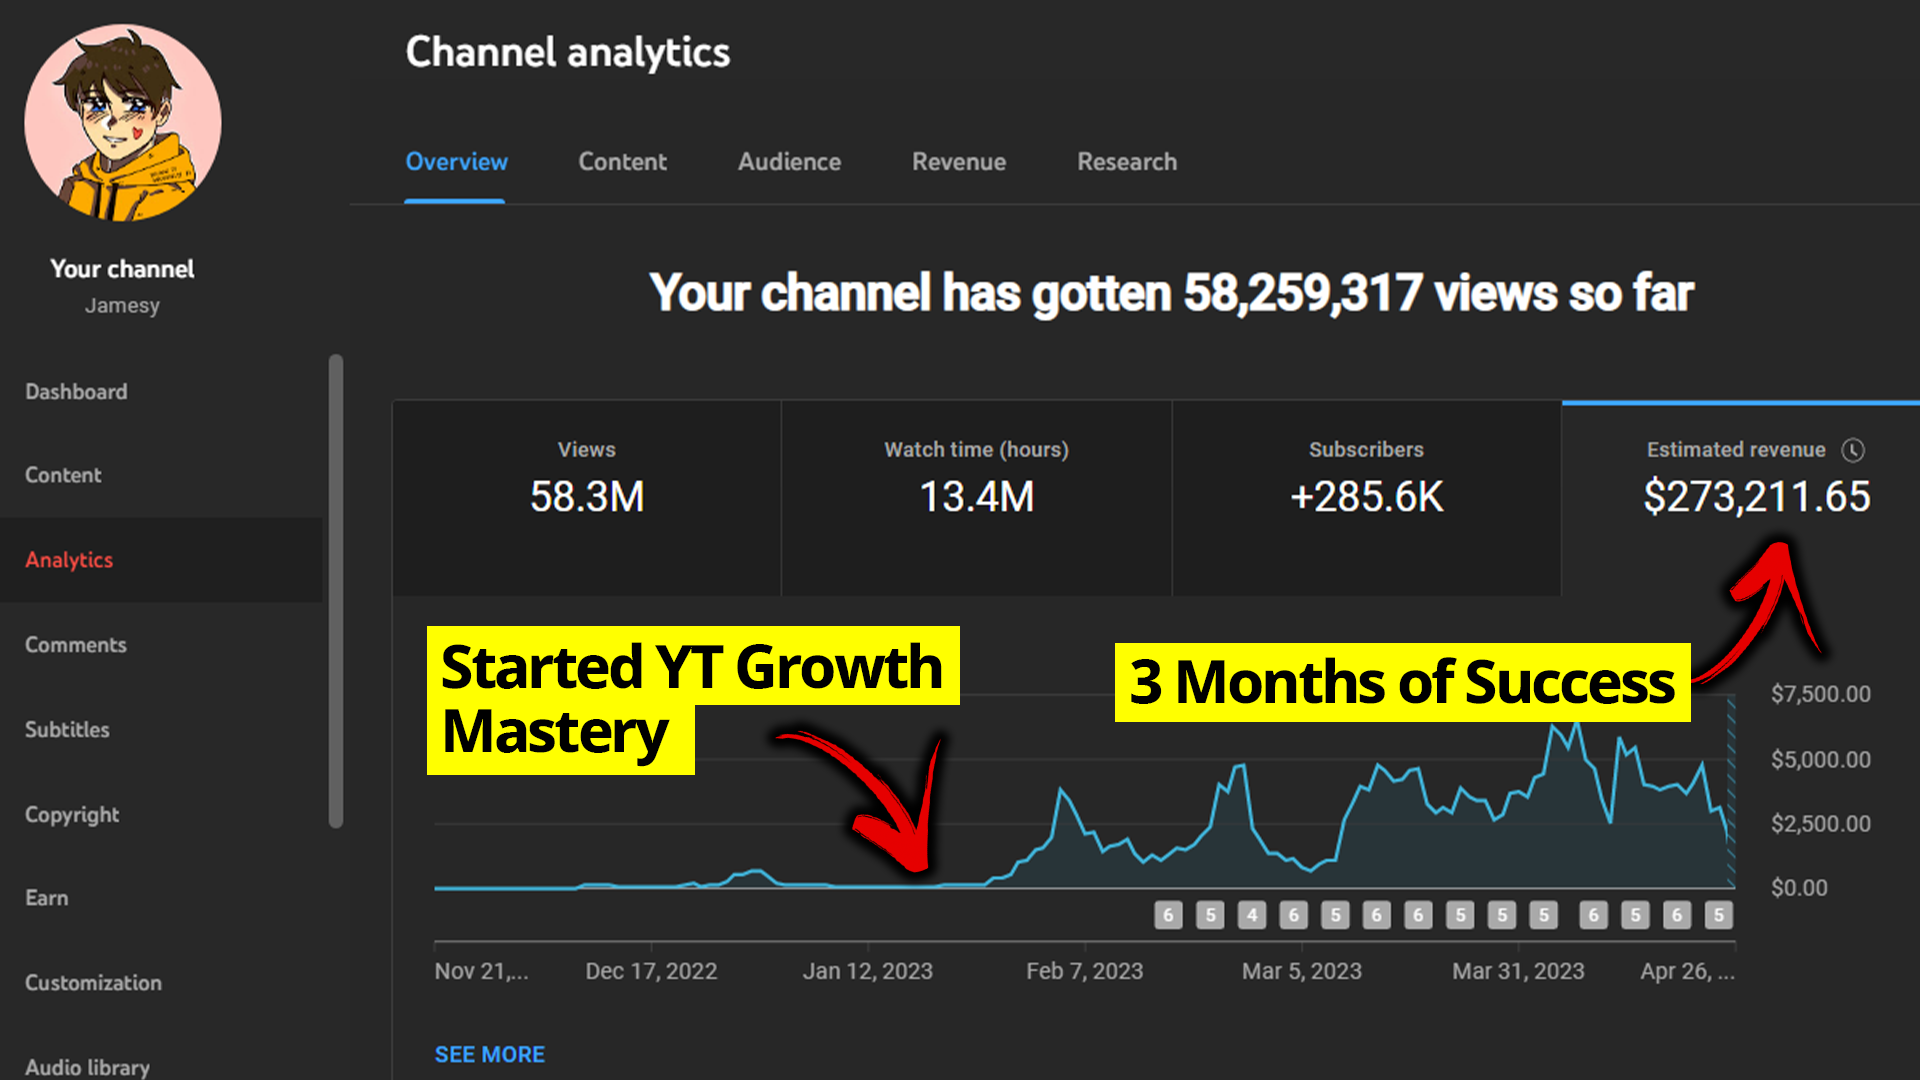 Channel analytics
Overview Content Audience Revenue Research
Your channel
Jamesy
Dashboard
Content
Analytics
Comments
Subtitles
Copyright
Earn
Customization
Audio library
Your channel has gotten 58,259,317 views so far
Views
58.3M
Watch time (hours)
13.4M
Subscribers
+285.6K
Estimated revenue
$273,211.65
Started YT Growth
Mastery
3 Months of Success
$7,500.00
$5,000.00
$2,500.00
$0.00
6 5 4 6 5 6 6 5 5 5 6 5 6 5
Nov 21,... Dec 17, 2022 Jan 12, 2023 Feb 7, 2023 Mar 5, 2023 Mar 31, 2023 Apr 26, ...
SEE MORE